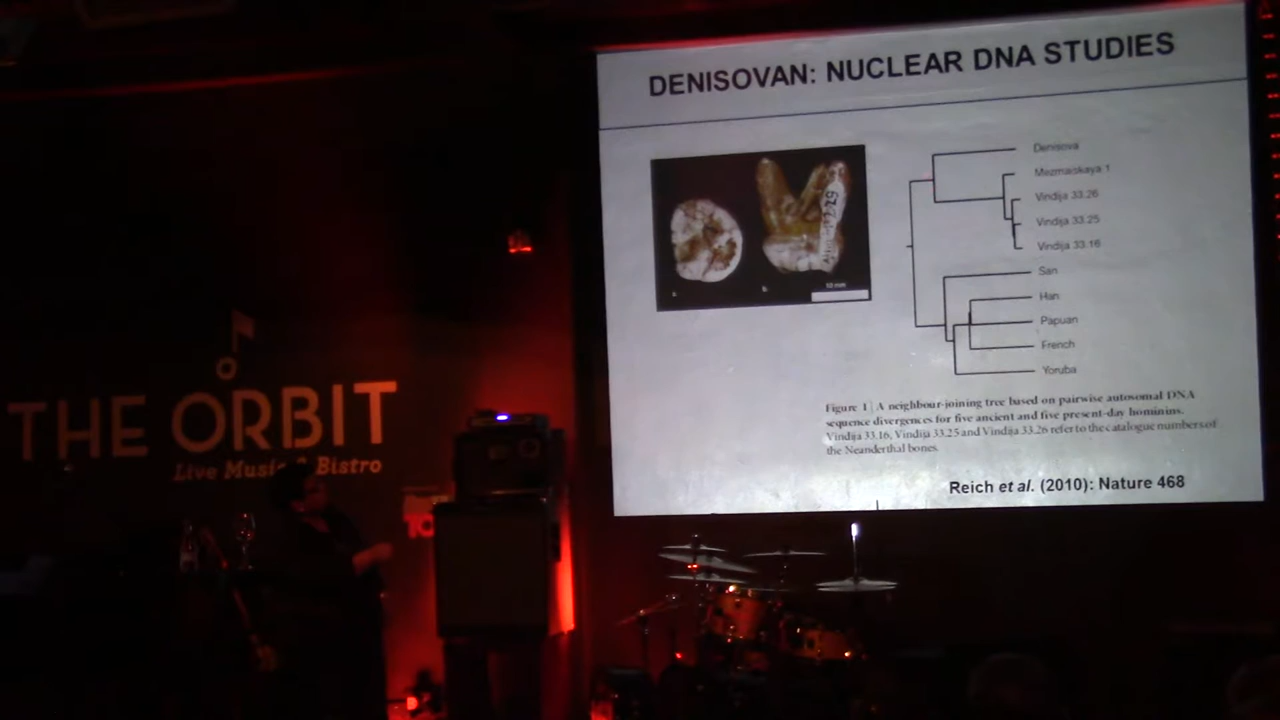 DENISOVAN: NUCLEAR DNA STUDIES
Denisova
Mezmaiskaya 1
Vindija 33.26
Vindija 33.25
Vindija 33.16
San
Han
Papuan
French
Yoruba
a.
b.
10 mm
Figure 1 | A neighbour-joining tree based on pairwise autosomal DNA
sequence divergences for five ancient and five present-day hominins.
Vindija 33.16, Vindija 33.25 and Vindija 33.26 refer to the catalogue numbers of
the Neanderthal bones.
Reich et al. (2010): Nature 468
THE ORBIT
Live Music & Bistro